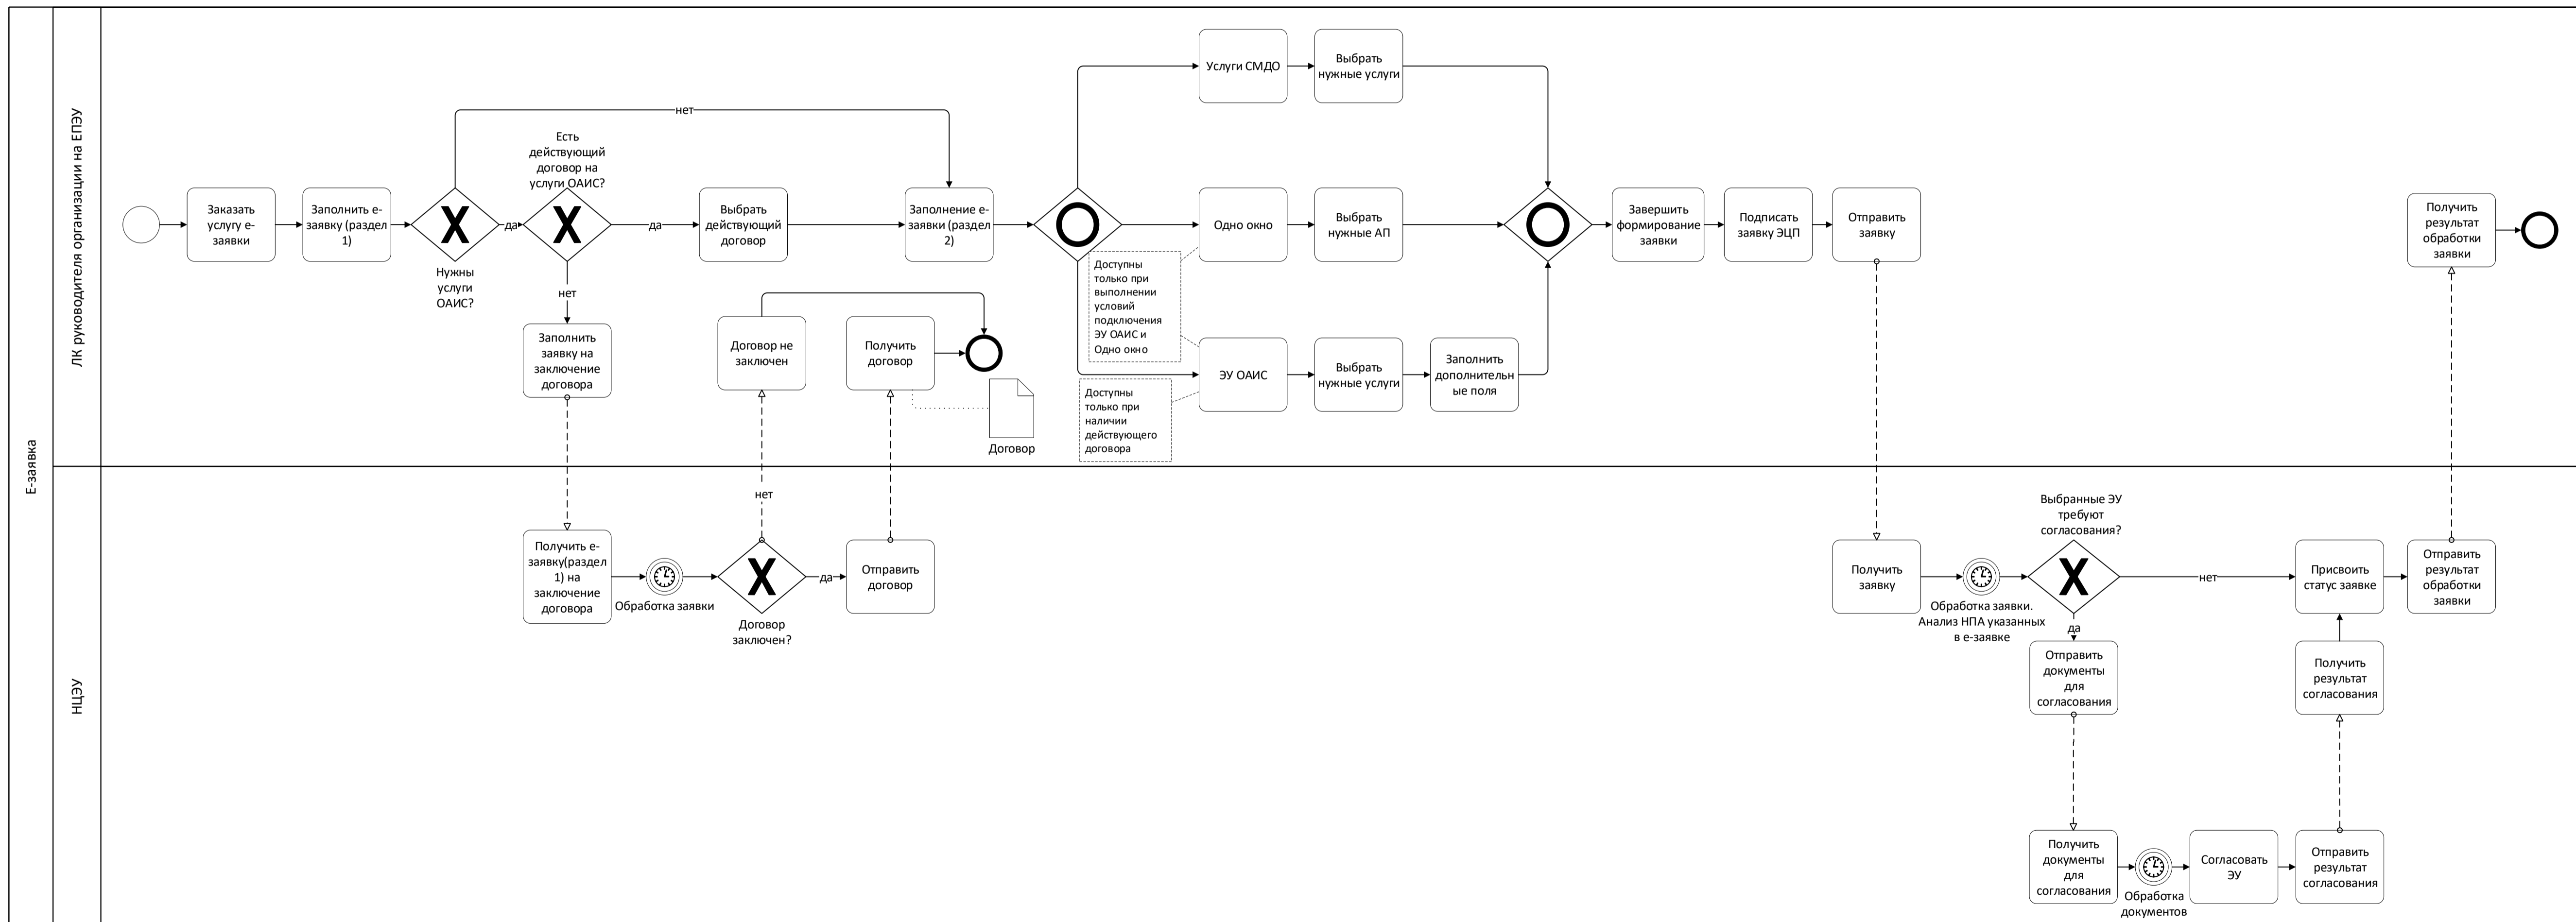 Е-заявка
ЛК руководителя организации на ЕПЭУ
НЦЭУ
Заказать
услугу е-
заявки
Заполнить е-
заявку (раздел
1)
Нужны
услуги
ОАИС?
нет
да
Есть
действующий
договор на
услуги ОАИС?
да
нет
Выбрать
действующий
договор
Заполнение е-
заявки (раздел
2)
Заполнить
заявку на
заключение
договора
Договор не
заключен
Получить
договор
Договор
Услуги СМДО
Выбрать
нужные услуги
Одно окно
Выбрать
нужные АП
Доступны
только при
выполнении
условий
подключения
ЭУ ОАИС и
Одно окно
ЭУ ОАИС
Выбрать
нужные услуги
Заполнить
дополнительн
ые поля
Доступны
только при
наличии
действующего
договора
Завершить
формирование
заявки
Подписать
заявку ЭЦП
Отправить
заявку
Получить
результат
обработки
заявки
Получить е-
заявку(раздел
1) на
заключение
договора
Обработка заявки
нет
Договор
заключен?
да
Отправить
договор
Получить
заявку
Обработка заявки.
Анализ НПА указанных
в е-заявке
Выбранные ЭУ
требуют
согласования?
нет
да
Присвоить
статус заявке
Отправить
результат
обработки
заявки
Отправить
документы
для
согласования
Получить
результат
согласования
Получить
документы
для
согласования
Обработка
документов
Согласовать
ЭУ
Отправить
результат
согласования